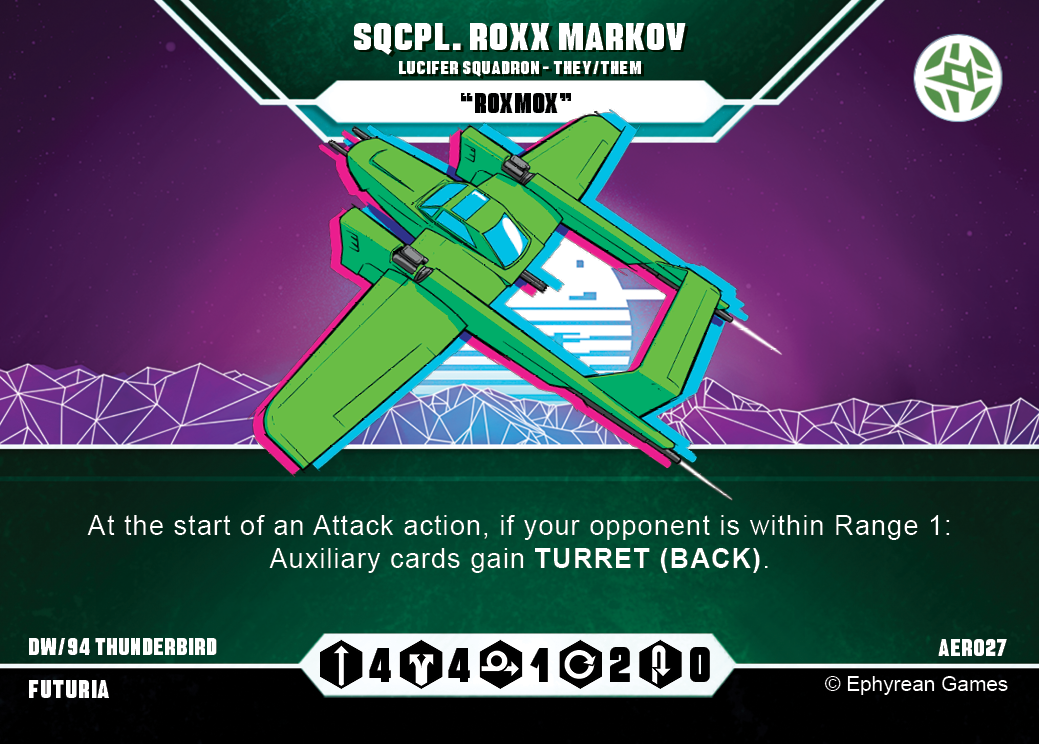 SQCPL. ROXX MARKOV
LUCIFER SQUADRON - THEY/THEM
“ROXMOX”
At the start of an Attack action, if your opponent is within Range 1:
Auxiliary cards gain TURRET (BACK).
DW/94 THUNDERBIRD
4 4 1 2 0
AER027
FUTURIA
© Ephyrean Games